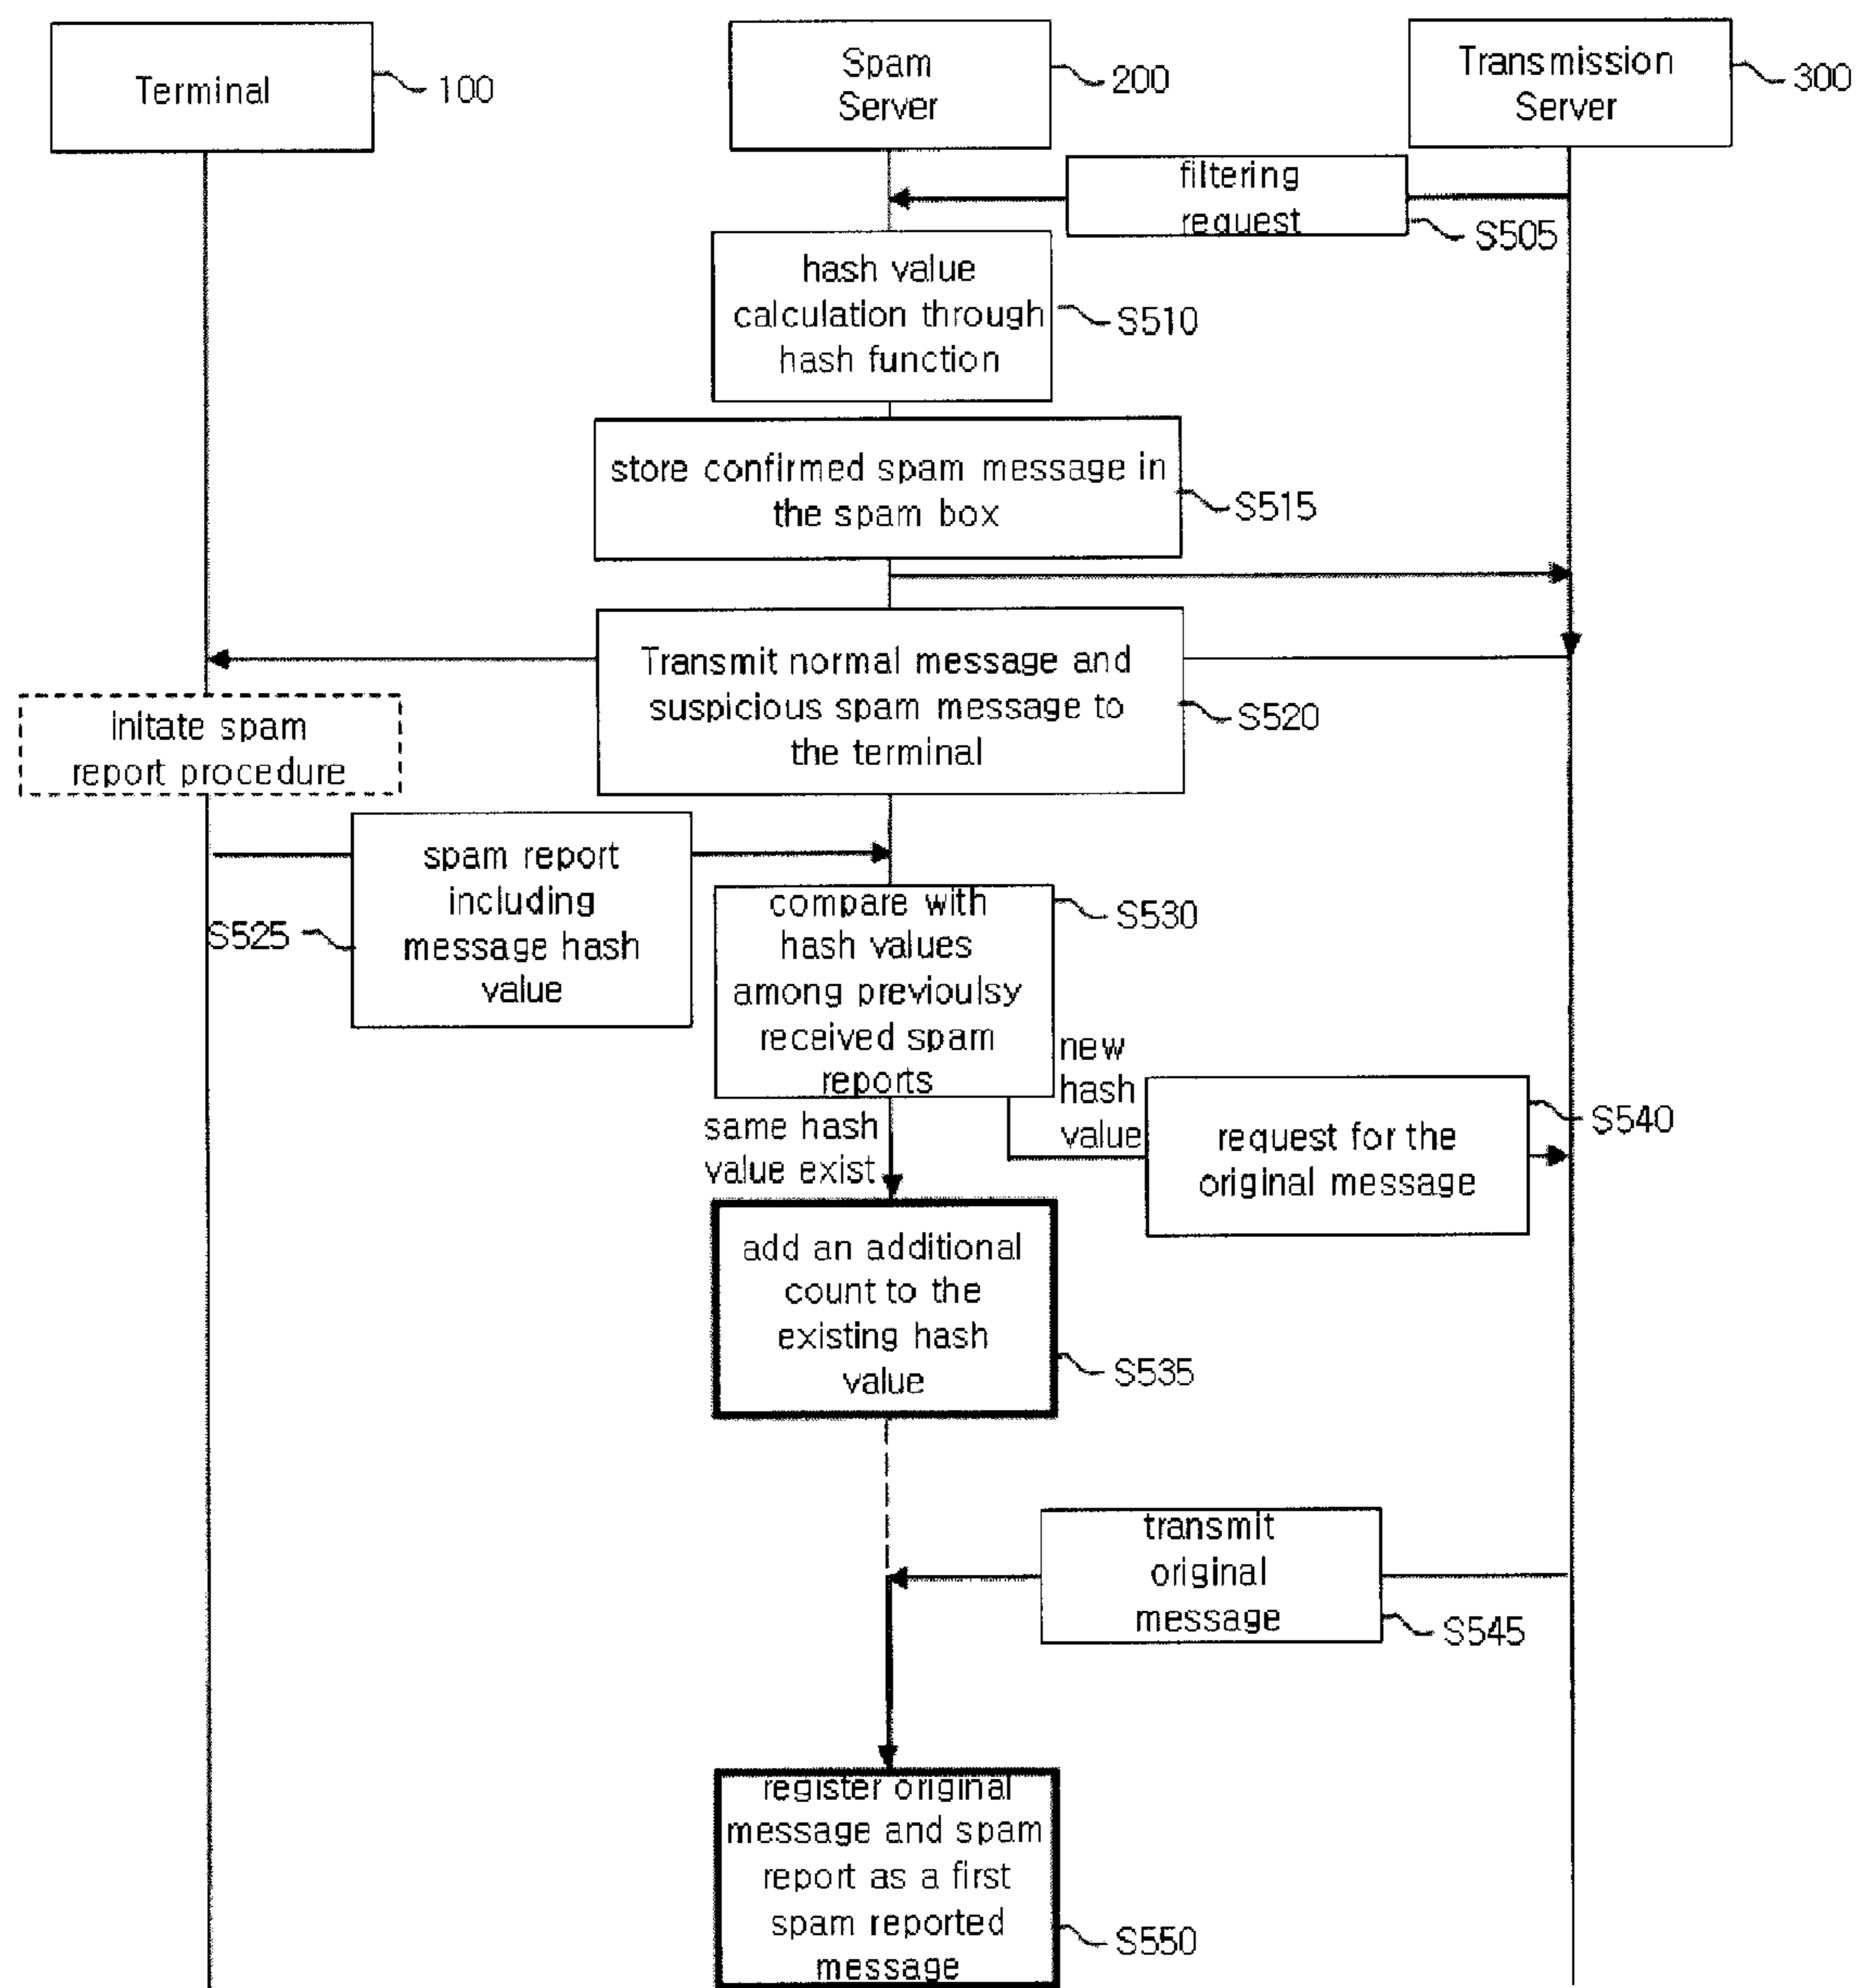 Terminal
100
Spam
Server
200
Transmission
Server
300
filtering
request
S505
hash value
calculation through
hash function
S510
store confirmed spam message in
the spam box
S515
Transmit normal message and
suspicious spam message to
the terminal
S520
initate spam
report procedure
spam report
including
message hash
value
S525
compare with
hash values
among previoulsy
received spam
reports
S530
new
hash
value
same hash
value exist
request for the
original message
S540
add an additional
count to the
existing hash
value
S535
transmit
original
message
S545
register original
message and spam
report as a first
spam reported
message
S550